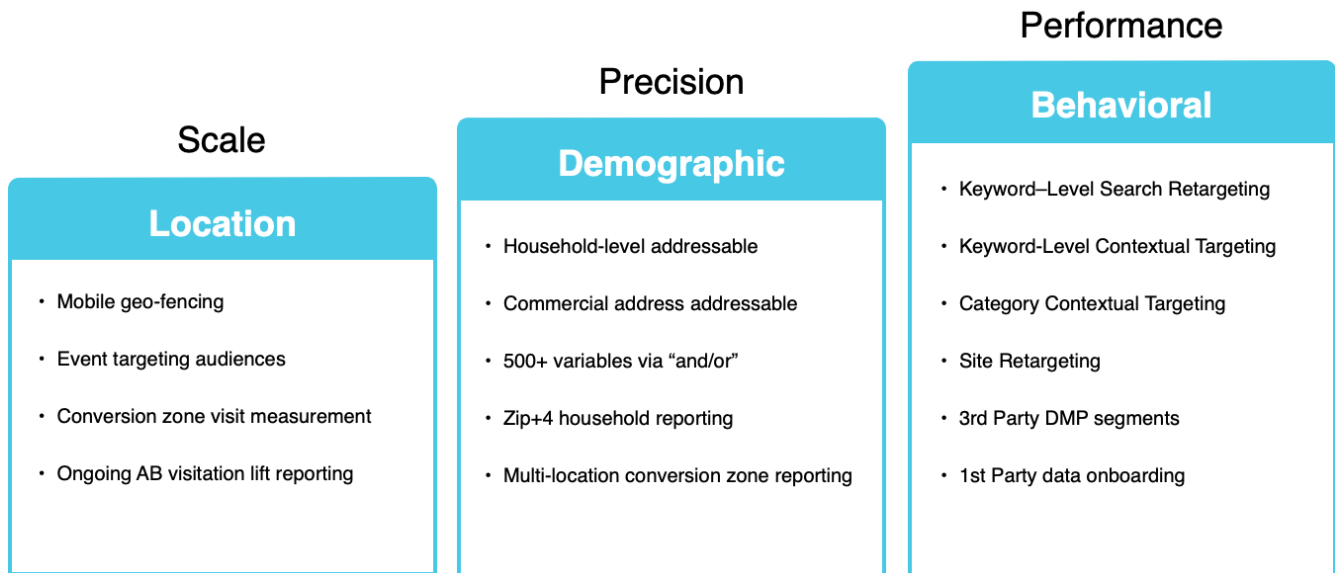 Scale
Location
• Mobile geo-fencing
• Event targeting audiences
• Conversion zone visit measurement
• Ongoing AB visitation lift reporting
Precision
Demographic
• Household-level addressable
• Commercial address addressable
• 500+ variables via “and/or”
• Zip+4 household reporting
• Multi-location conversion zone reporting
Performance
Behavioral
• Keyword–Level Search Retargeting
• Keyword-Level Contextual Targeting
• Category Contextual Targeting
• Site Retargeting
• 3rd Party DMP segments
• 1st Party data onboarding